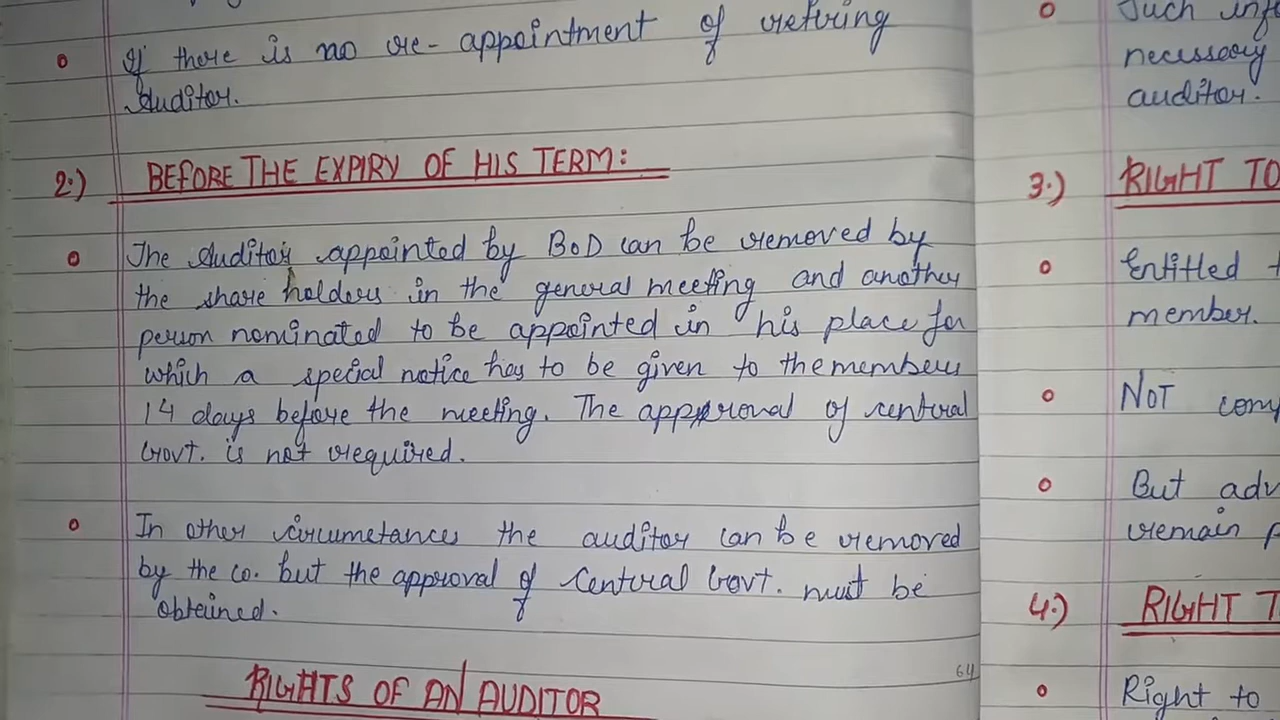 If there is no re-appointment of retiring
Auditor.
2.) BEFORE THE EXPIRY OF HIS TERM:
The Auditor appointed by BOD can be removed by
the share holders in the general meeting and another
person nominated to be appointed in his place for
which a special notice has to be given to the members
14 days before the meeting. The approval of central
Govt. is not required.
In other circumetances the auditor can be removed
by the co. but the approval of Central Govt. must be
obtained.
64
RIGHTS OF AN AUDITOR
Such
necessary
auditor.
3.) RIGHT TO
Entitled
member.
NOT
But
remain
4.) RIGHT
Right to